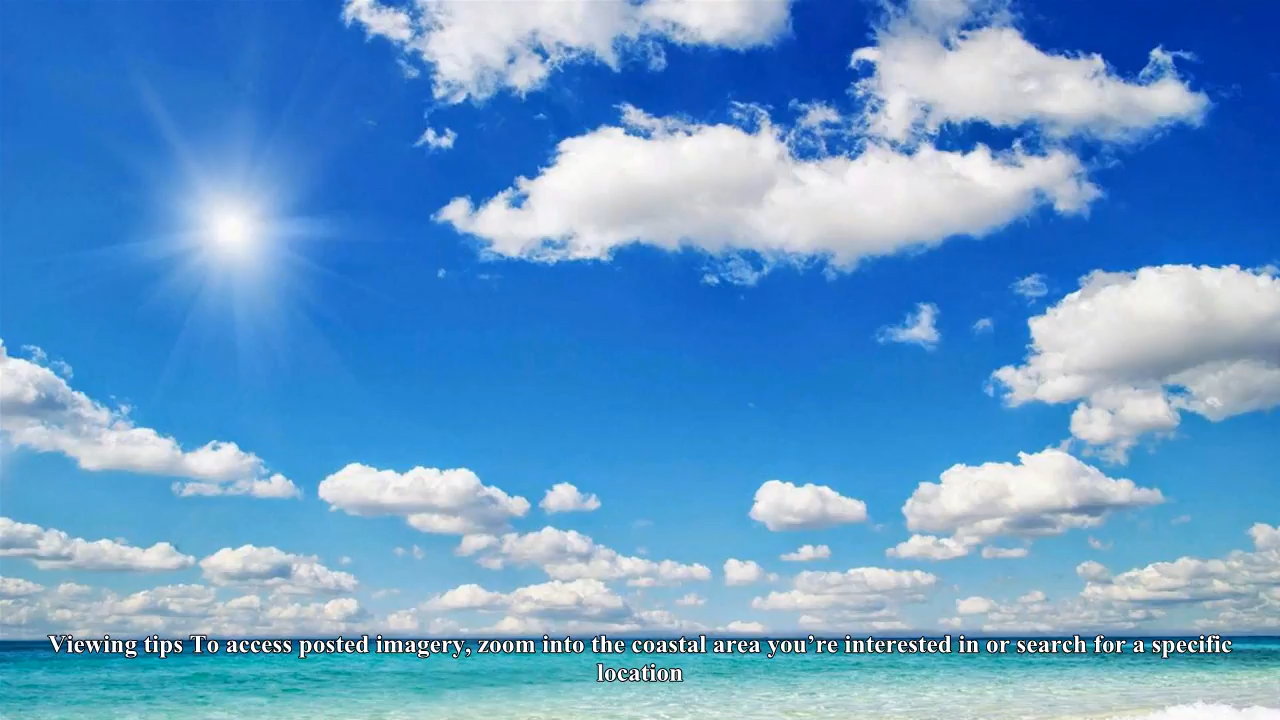 Viewing tips To access posted imagery, zoom into the coastal area you’re interested in or search for a specific
location